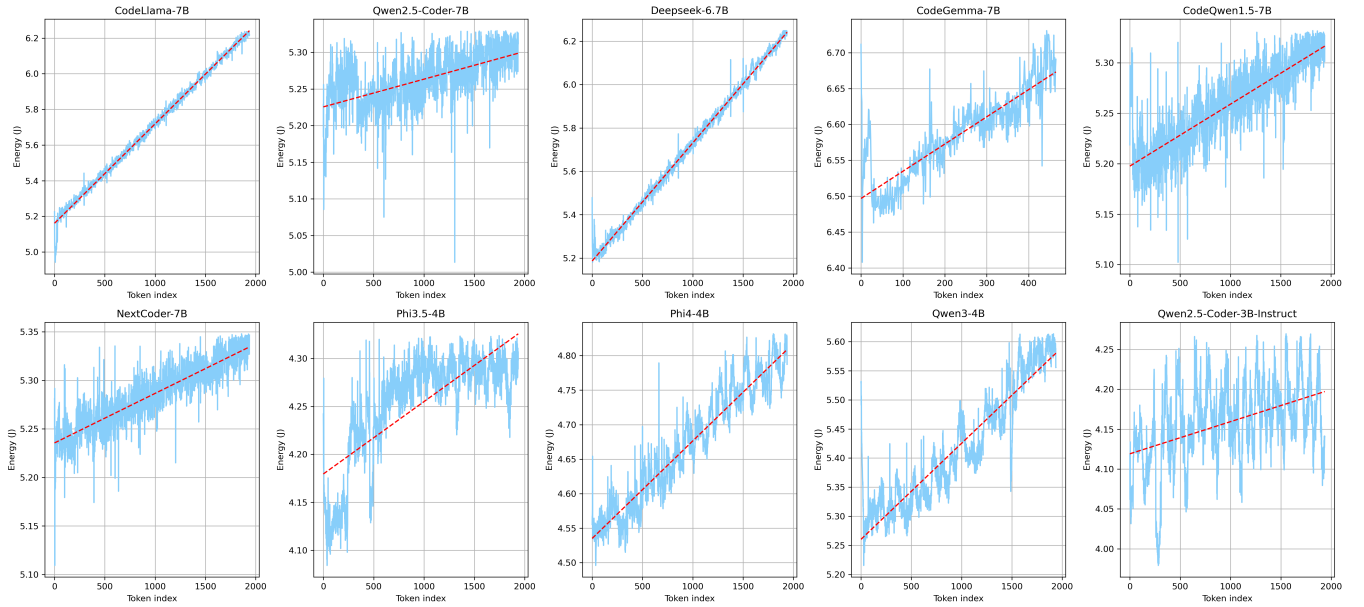 CodeLlama-7B
Energy (J)
6.2
6.0
5.8
5.6
5.4
5.2
5.0
0 500 1000 1500 2000
Token index
Qwen2.5-Coder-7B
Energy (J)
5.30
5.25
5.20
5.15
5.10
5.05
5.00
0 500 1000 1500 2000
Token index
Deepseek-6.7B
Energy (J)
6.2
6.0
5.8
5.6
5.4
5.2
0 500 1000 1500 2000
Token index
CodeGemma-7B
Energy (J)
6.70
6.65
6.60
6.55
6.50
6.45
6.40
0 100 200 300 400
Token index
CodeQwen1.5-7B
Energy (J)
5.30
5.25
5.20
5.15
5.10
0 500 1000 1500 2000
Token index
NextCoder-7B
Energy (J)
5.35
5.30
5.25
5.20
5.15
5.10
0 500 1000 1500 2000
Token index
Phi3.5-4B
Energy (J)
4.30
4.25
4.20
4.15
4.10
0 500 1000 1500 2000
Token index
Phi4-4B
Energy (J)
4.80
4.75
4.70
4.65
4.60
4.55
4.50
0 500 1000 1500 2000
Token index
Qwen3-4B
Energy (J)
5.60
5.55
5.50
5.45
5.40
5.35
5.30
5.25
5.20
0 500 1000 1500 2000
Token index
Qwen2.5-Coder-3B-Instruct
Energy (J)
4.25
4.20
4.15
4.10
4.05
4.00
0 500 1000 1500 2000
Token index